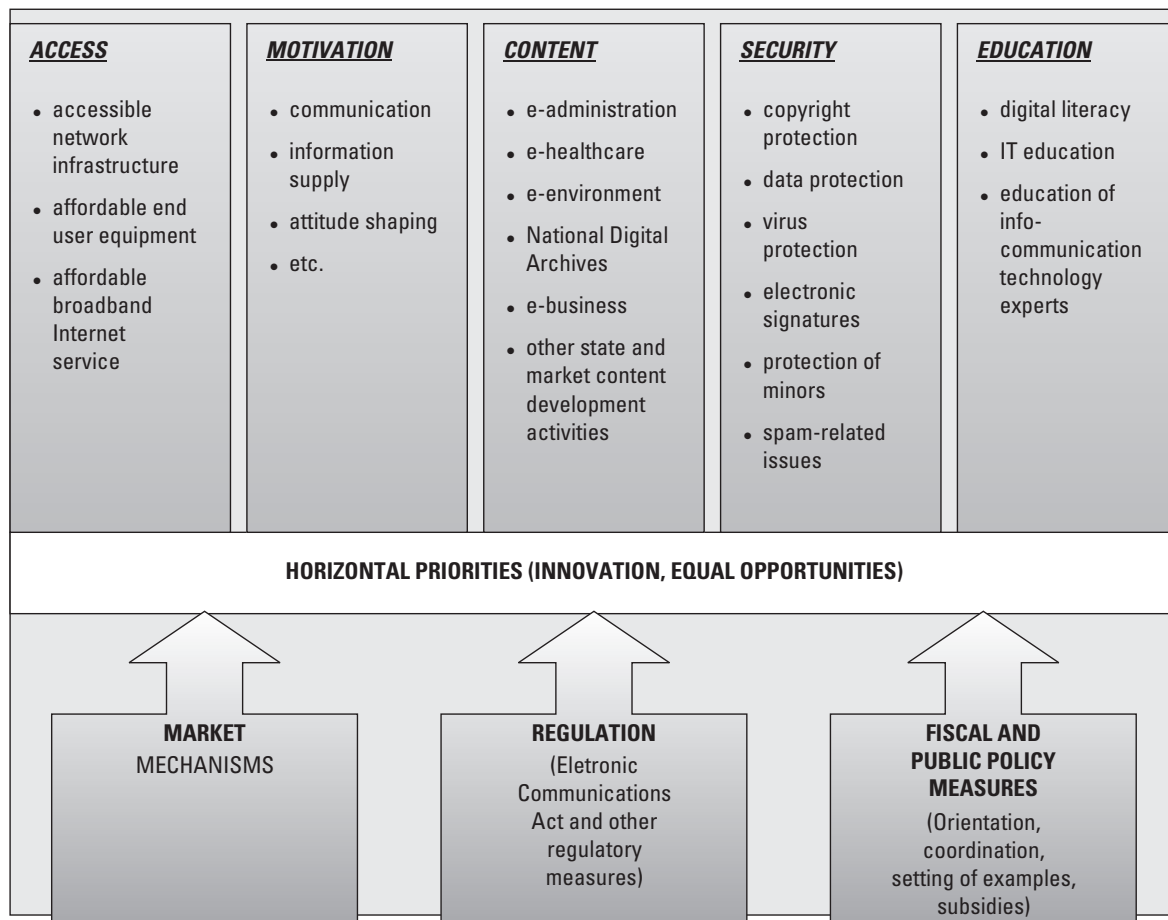 ACCESS
• accessible
network
infrastructure
• affordable end
user equipment
• affordable
broadband
Internet
service
MOTIVATION
• communication
• information
supply
• attitude shaping
• etc.
CONTENT
• e-administration
• e-healthcare
• e-environment
• National Digital
Archives
• e-business
• other state and
market content
development
activities
SECURITY
• copyright
protection
• data protection
• virus
protection
• electronic
signatures
• protection of
minors
• spam-related
issues
EDUCATION
• digital literacy
• IT education
• education of
info-
communication
technology
experts
HORIZONTAL PRIORITIES (INNOVATION, EQUAL OPPORTUNITIES)
MARKET
MECHANISMS
REGULATION
(Eletronic
Communications
Act and other
regulatory
measures)
FISCAL AND
PUBLIC POLICY
MEASURES
(Orientation,
coordination,
setting of examples,
subsidies)